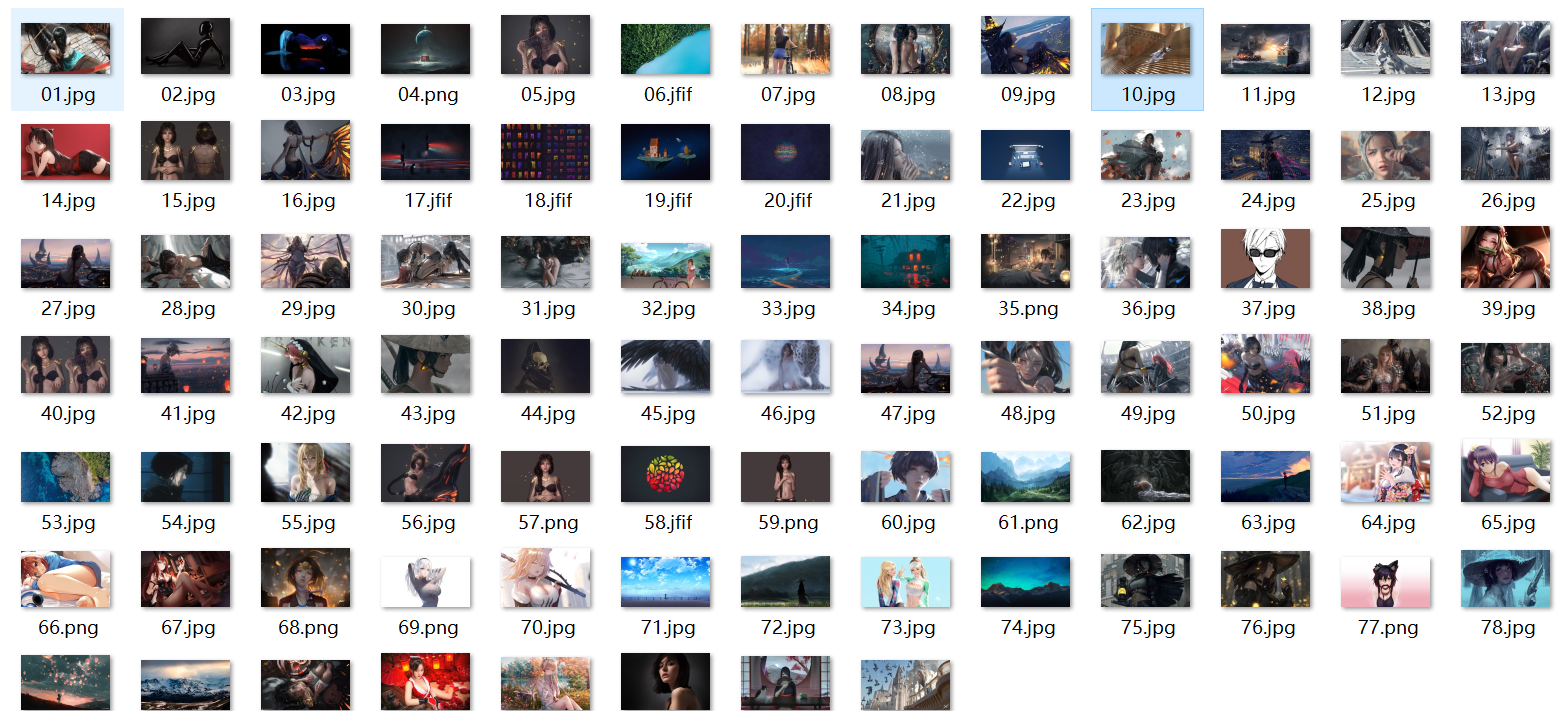 01.jpg 02.jpg 03.jpg 04.png 05.jpg 06.jfif 07.jpg 08.jpg 09.jpg 10.jpg 11.jpg 12.jpg 13.jpg
14.jpg 15.jpg 16.jpg 17.jfif 18.jfif 19.jfif 20.jfif 21.jpg 22.jpg 23.jpg 24.jpg 25.jpg 26.jpg
27.jpg 28.jpg 29.jpg 30.jpg 31.jpg 32.jpg 33.jpg 34.jpg 35.png 36.jpg 37.jpg 38.jpg 39.jpg
40.jpg 41.jpg 42.jpg 43.jpg 44.jpg 45.jpg 46.jpg 47.jpg 48.jpg 49.jpg 50.jpg 51.jpg 52.jpg
53.jpg 54.jpg 55.jpg 56.jpg 57.png 58.jfif 59.png 60.jpg 61.png 62.jpg 63.jpg 64.jpg 65.jpg
66.png 67.jpg 68.png 69.png 70.jpg 71.jpg 72.jpg 73.jpg 74.jpg 75.jpg 76.jpg 77.png 78.jpg